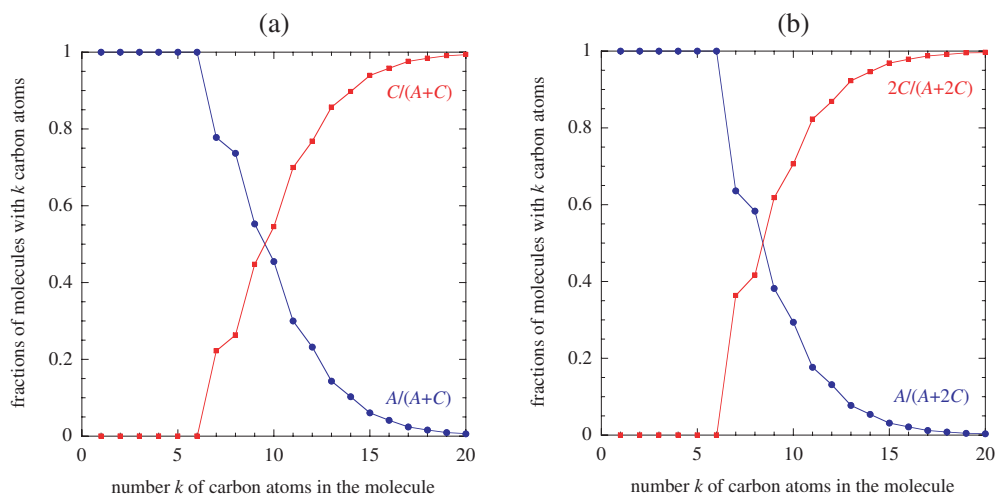 (a)
fractions of molecules with k carbon atoms
1
0.8
0.6
0.4
0.2
0
C/(A+C)
A/(A+C)
0 5 10 15 20
number k of carbon atoms in the molecule
(b)
fractions of molecules with k carbon atoms
1
0.8
0.6
0.4
0.2
0
2C/(A+2C)
A/(A+2C)
0 5 10 15 20
number k of carbon atoms in the molecule